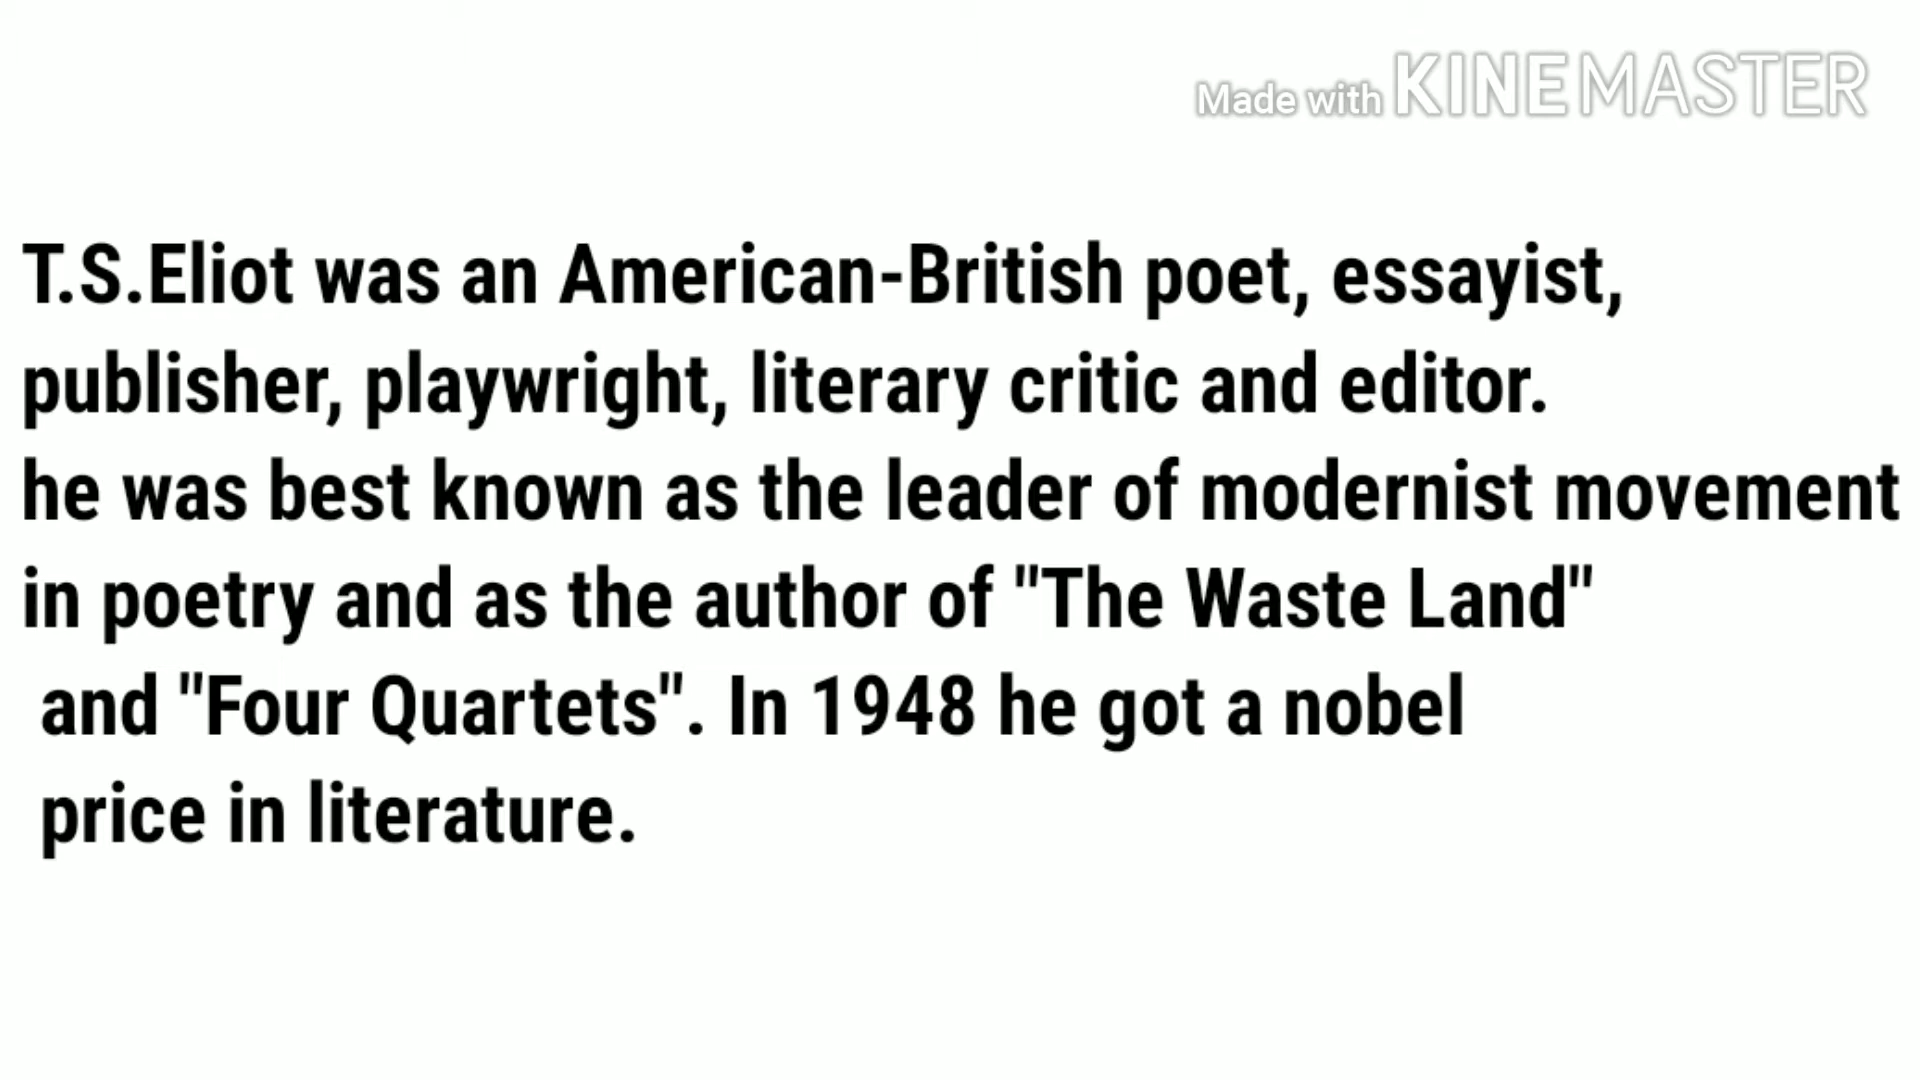 Made with KINEMASTER
T.S.Eliot was an American-British poet, essayist,
publisher, playwright, literary critic and editor.
he was best known as the leader of modernist movement
in poetry and as the author of "The Waste Land"
and "Four Quartets". In 1948 he got a nobel
price in literature.